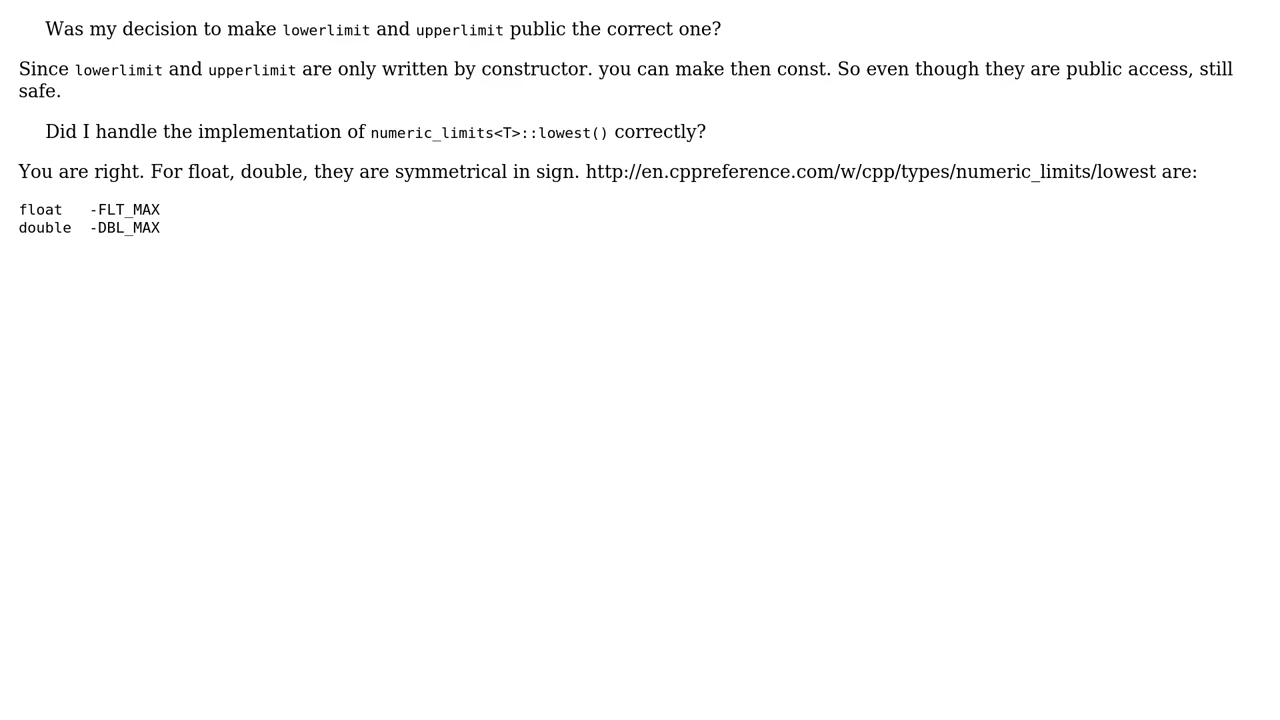 Was my decision to make lowerlimit and upperlimit public the correct one?
Since lowerlimit and upperlimit are only written by constructor. you can make then const. So even though they are public access, still
safe.
Did I handle the implementation of numeric_limits<T>::lowest() correctly?
You are right. For float, double, they are symmetrical in sign. http://en.cppreference.com/w/cpp/types/numeric_limits/lowest are:
float   -FLT_MAX
double  -DBL_MAX